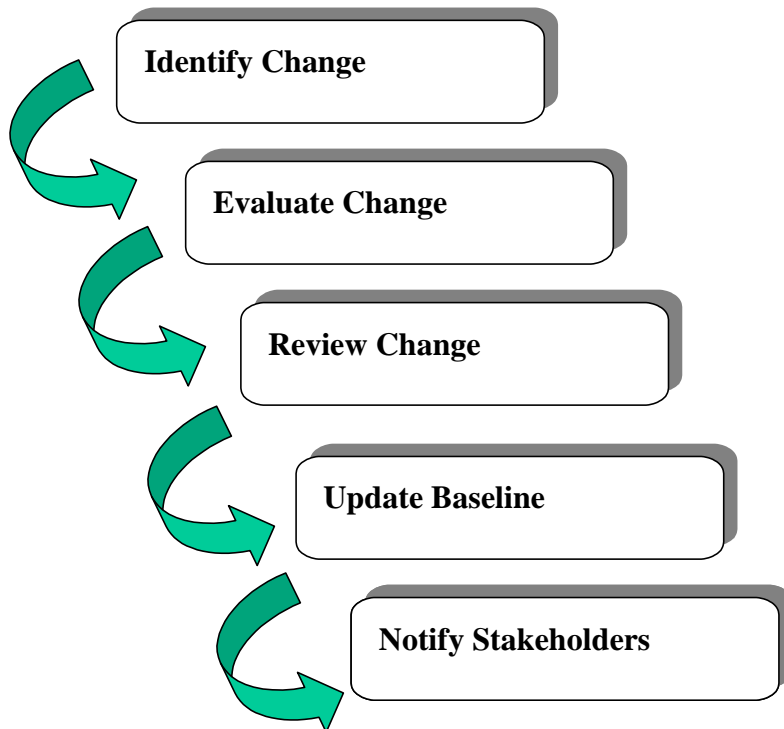 Identify Change
Evaluate Change
Review Change
Update Baseline
Notify Stakeholders